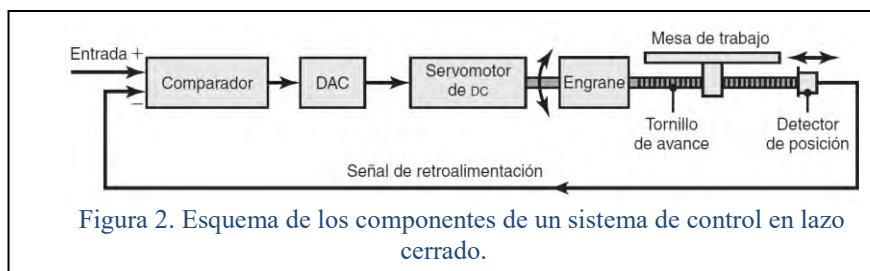 Entrada +
−
Comparador
DAC
Servomotor
de DC
Engrane
Mesa de trabajo
Tornillo
de avance
Detector
de posición
Señal de retroalimentación
Figura 2. Esquema de los componentes de un sistema de control en lazo
cerrado.